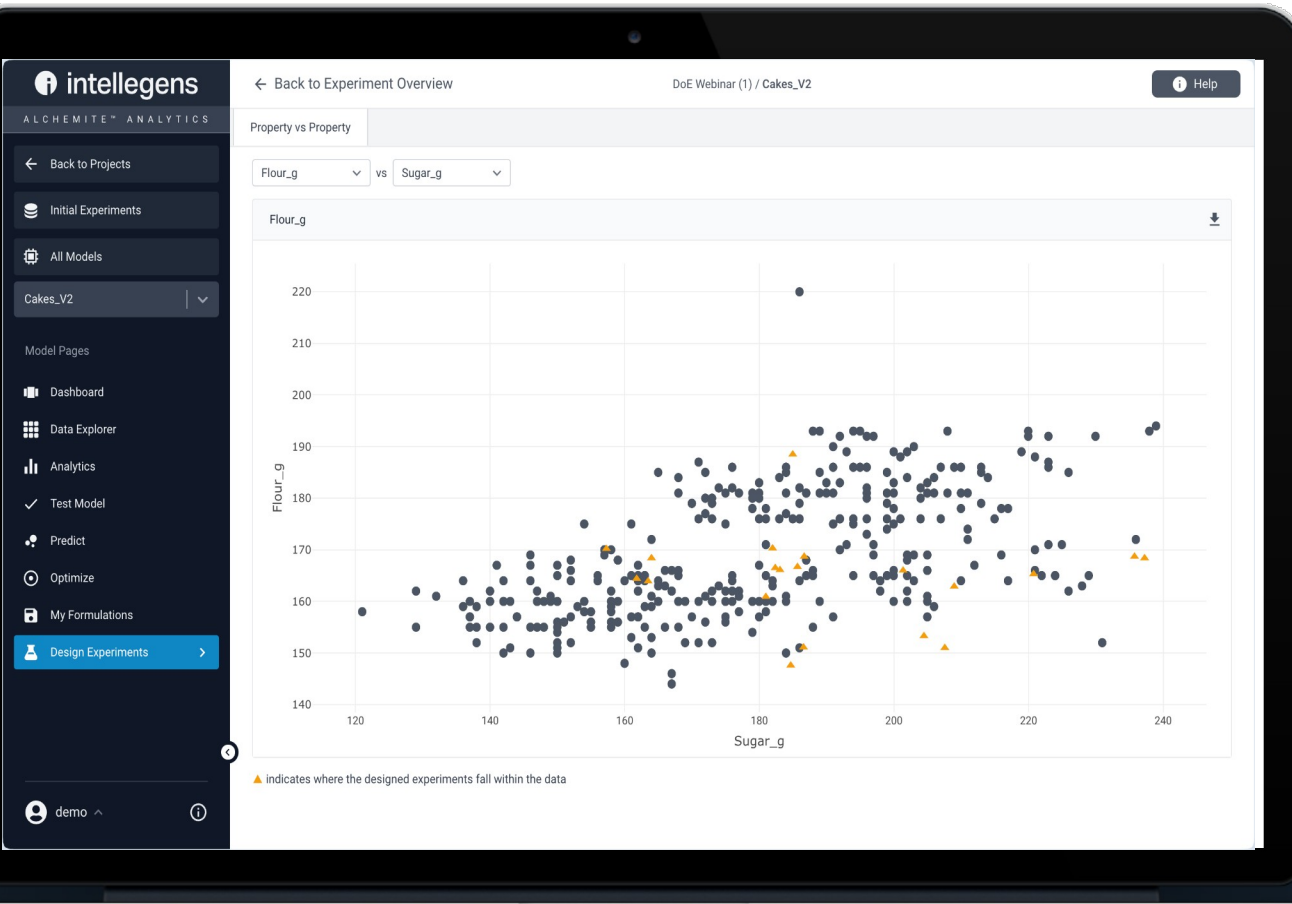 intellegens
ALCHEMITE™ ANALYTICS
Back to Projects
Initial Experiments
All Models
Cakes_V2
Model Pages
Dashboard
Data Explorer
Analytics
Test Model
Predict
Optimize
My Formulations
Design Experiments
demo
Back to Experiment Overview
DoE Webinar (1) / Cakes_V2
Help
Property vs Property
Flour_g vs Sugar_g
Flour_g
220
210
200
190
180
170
160
150
140
Flour_g
120 140 160 180 200 220 240
Sugar_g
indicates where the designed experiments fall within the data